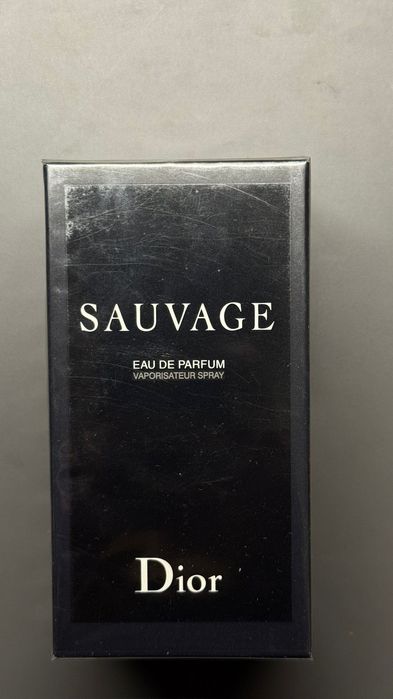 SAUVAGE
EAU DE PARFUM
VAPORISATEUR SPRAY
Dior